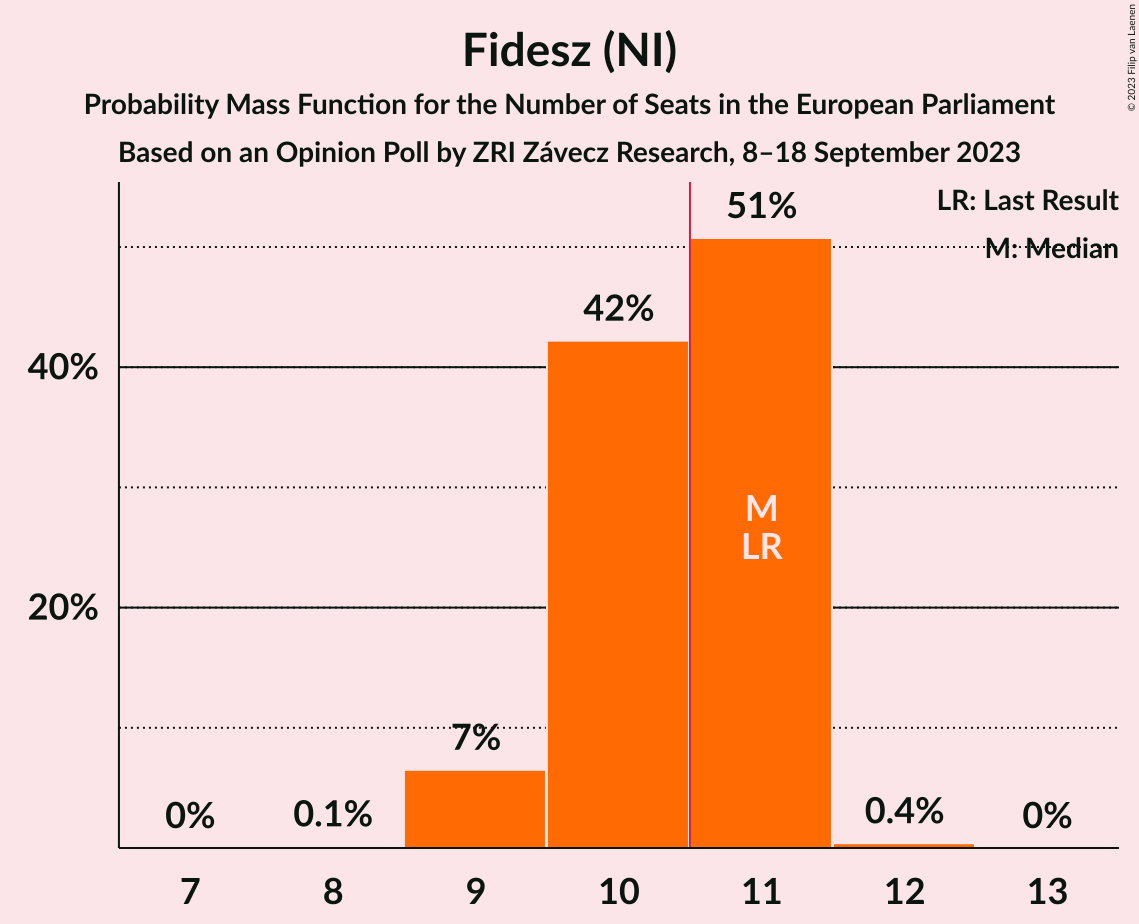 Fidesz (NI)
Probability Mass Function for the Number of Seats in the European Parliament
Based on an Opinion Poll by ZRI Závecz Research, 8–18 September 2023
© 2023 Filip van Laenen
LR: Last Result
M: Median
51%
42%
40%
M
LR
20%
7%
0%
0.1%
0.4%
0%
7
8
9
10
11
12
13